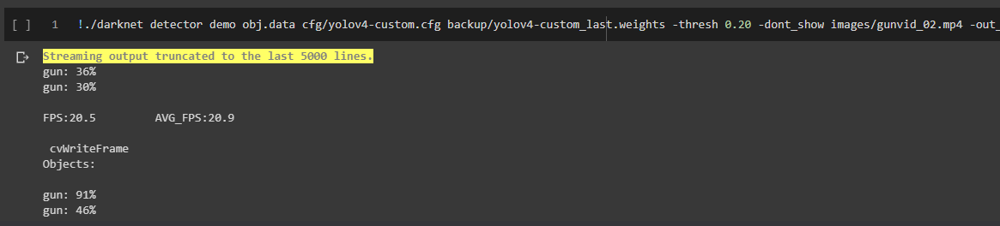 [ ] 1 !./darknet detector demo obj.data cfg/yolov4-custom.cfg backup/yolov4-custom_last.weights -thresh 0.20 -dont_show images/gunvid_02.mp4 -out_
Streaming output truncated to the last 5000 lines.
gun: 36%
gun: 30%
FPS:20.5 AVG_FPS:20.9
cvWriteFrame
Objects:
gun: 91%
gun: 46%